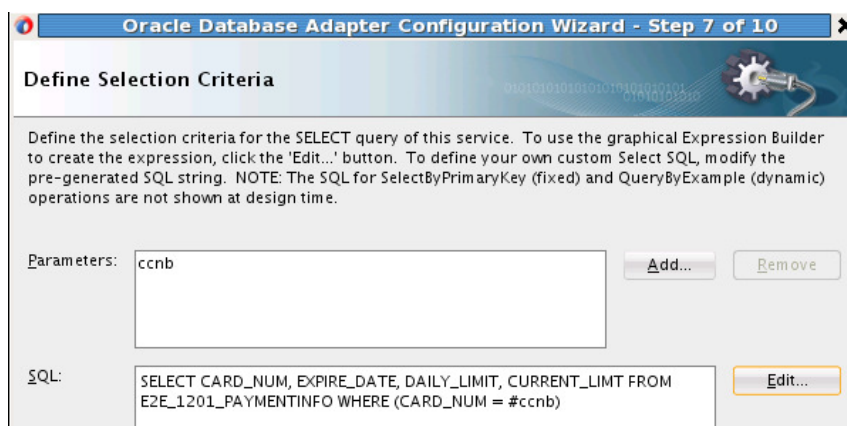 Oracle Database Adapter Configuration Wizard - Step 7 of 10
Define Selection Criteria
Define the selection criteria for the SELECT query of this service. To use the graphical Expression Builder
to create the expression, click the 'Edit...' button. To define your own custom Select SQL, modify the
pre-generated SQL string. NOTE: The SQL for SelectByPrimaryKey (fixed) and QueryByExample (dynamic)
operations are not shown at design time.
Parameters: ccnb Add... Remove
SQL: SELECT CARD_NUM, EXPIRE_DATE, DAILY_LIMIT, CURRENT_LIMT FROM Edit...
E2E_1201_PAYMENTINFO WHERE (CARD_NUM = #ccnb)